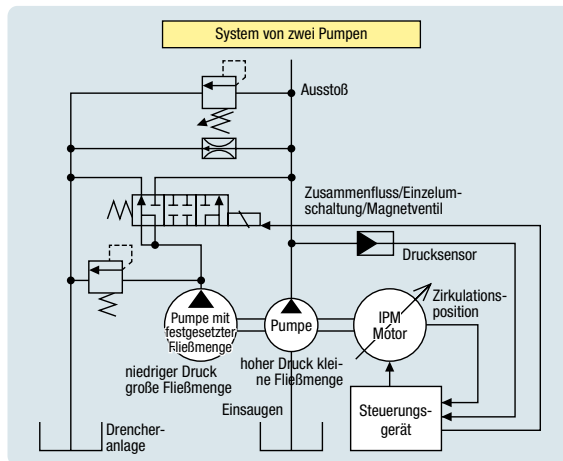 System von zwei Pumpen
Ausstoß
Zusammenfluss/Einzelum-
schaltung/Magnetventil
Drucksensor
Zirkulations-
position
Pumpe mit
festgesetzter
Fließmenge
Pumpe
IPM
Motor
niedriger Druck
große Fließmenge
hoher Druck klei-
ne Fließmenge
Einsaugen
Steuerungs-
gerät
Drencher-
anlage